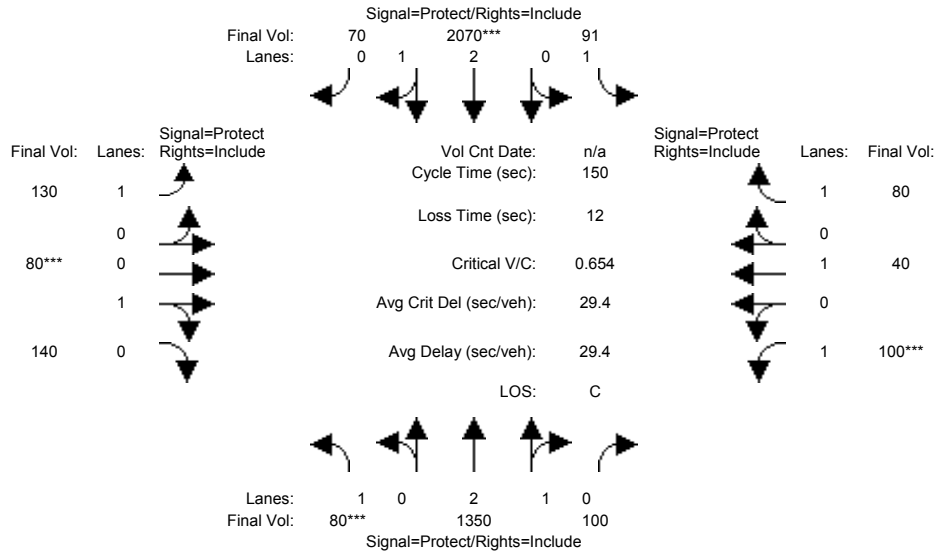 Signal=Protect/Rights=Include
Final Vol: 70 2070*** 91
Lanes: 0 1 2 0 1
Signal=Protect
Final Vol: Lanes: Rights=Include
Vol Cnt Date: n/a
Signal=Protect
Rights=Include Lanes: Final Vol:
Cycle Time (sec): 150
130 1
1 80
Loss Time (sec): 12
0
0
80*** 0
Critical V/C: 0.654
1 40
1
Avg Crit Del (sec/veh): 29.4
0
140 0
Avg Delay (sec/veh): 29.4
1 100***
LOS: C
Lanes: 1 0 2 1 0
Final Vol: 80*** 1350 100
Signal=Protect/Rights=Include